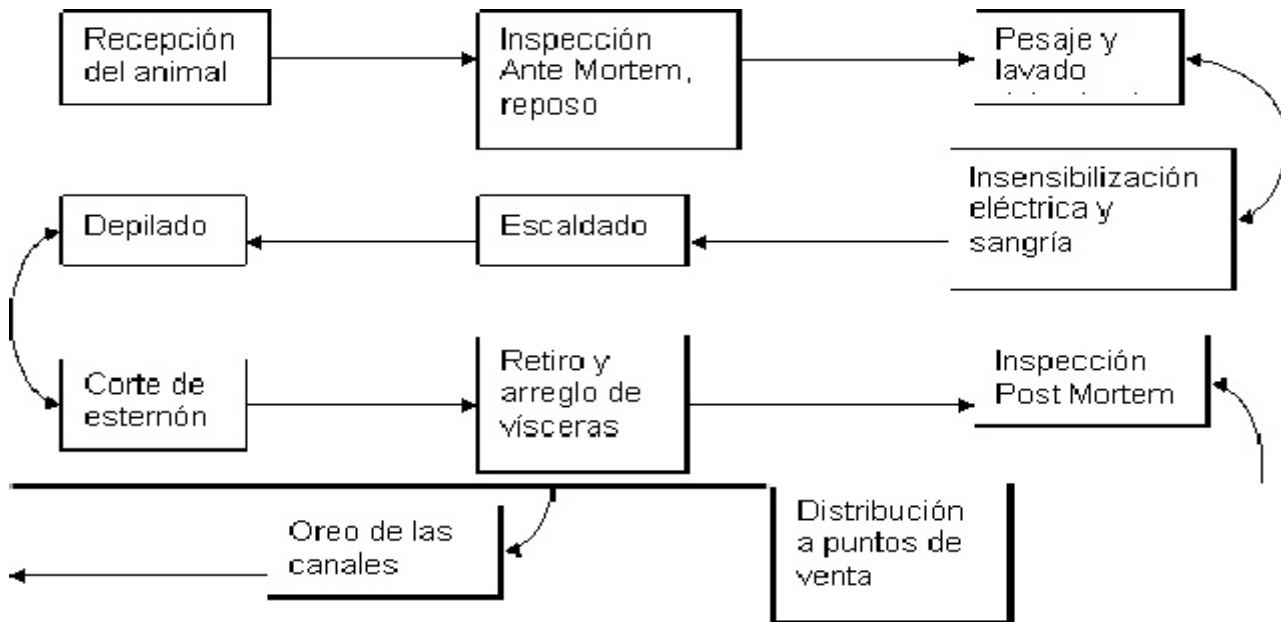 Recepción
del animal
Inspección
Ante Mortem,
reposo
Pesaje y
lavado
Insensibilización
eléctrica y
sangría
Escaldado
Depilado
Corte de
esternón
Retiro y
arreglo de
vísceras
Inspección
Post Mortem
Oreo de las
canales
Distribución
a puntos de
venta